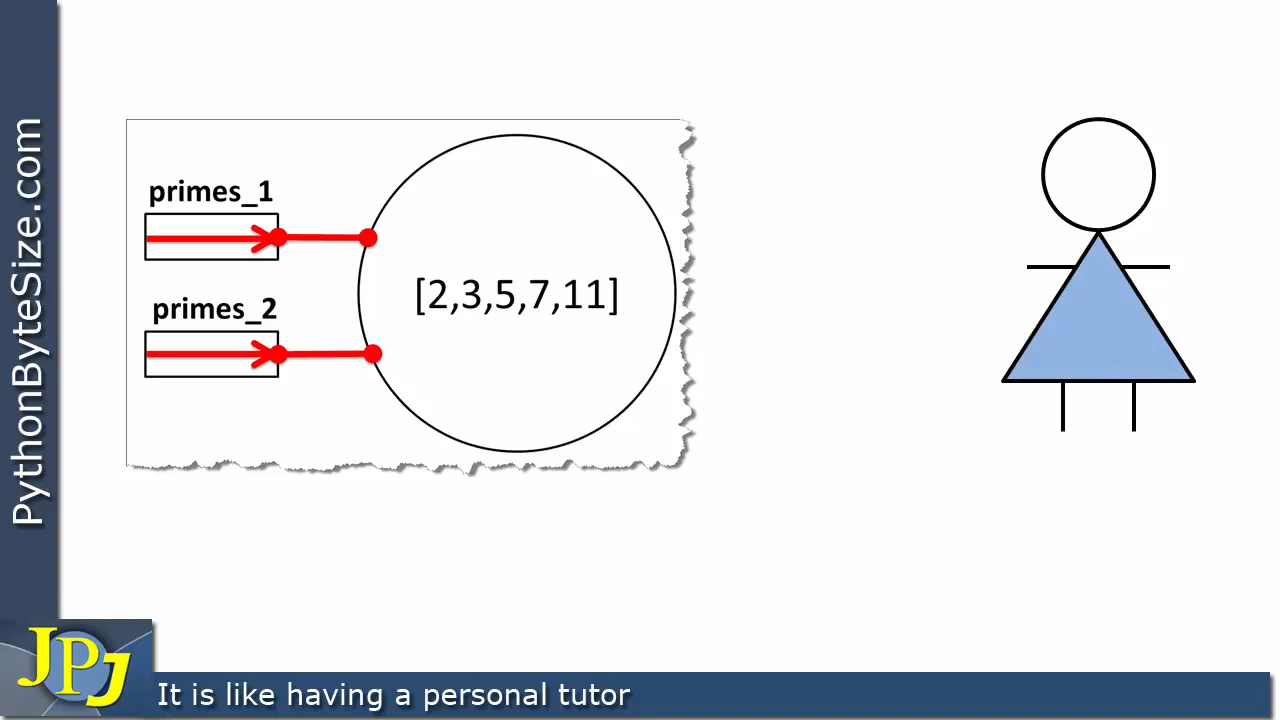 PythonByteSize.com
primes_1
primes_2
[2,3,5,7,11]
JPJ
It is like having a personal tutor